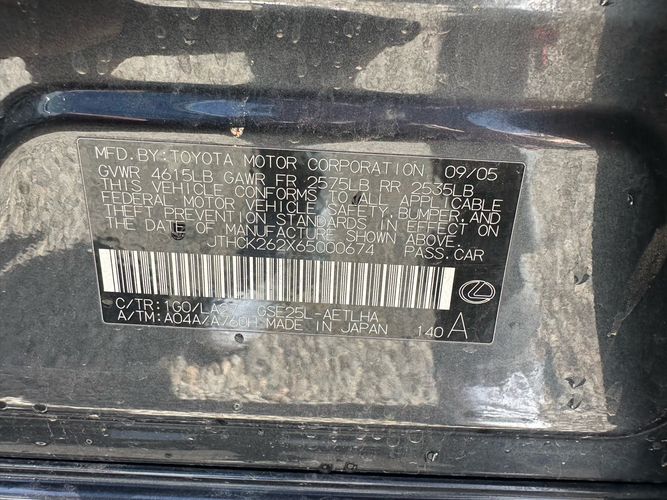 MFD. BY: TOYOTA MOTOR CORPORATION 09/05
GVWR 4615LB GAWR FR 2575LB RR 2535LB
THIS VEHICLE CONFORMS TO ALL APPLICABLE
FEDERAL MOTOR VEHICLE SAFETY, BUMPER, AND
THEFT PREVENTION STANDARDS IN EFFECT ON
THE DATE OF MANUFACTURE SHOWN ABOVE.
JTHCK262X65000674 PASS. CAR
C/TR: 1G0/ GSE25L-AETLHA
A/TM: A04A/A760H MADE IN JAPAN 140 A